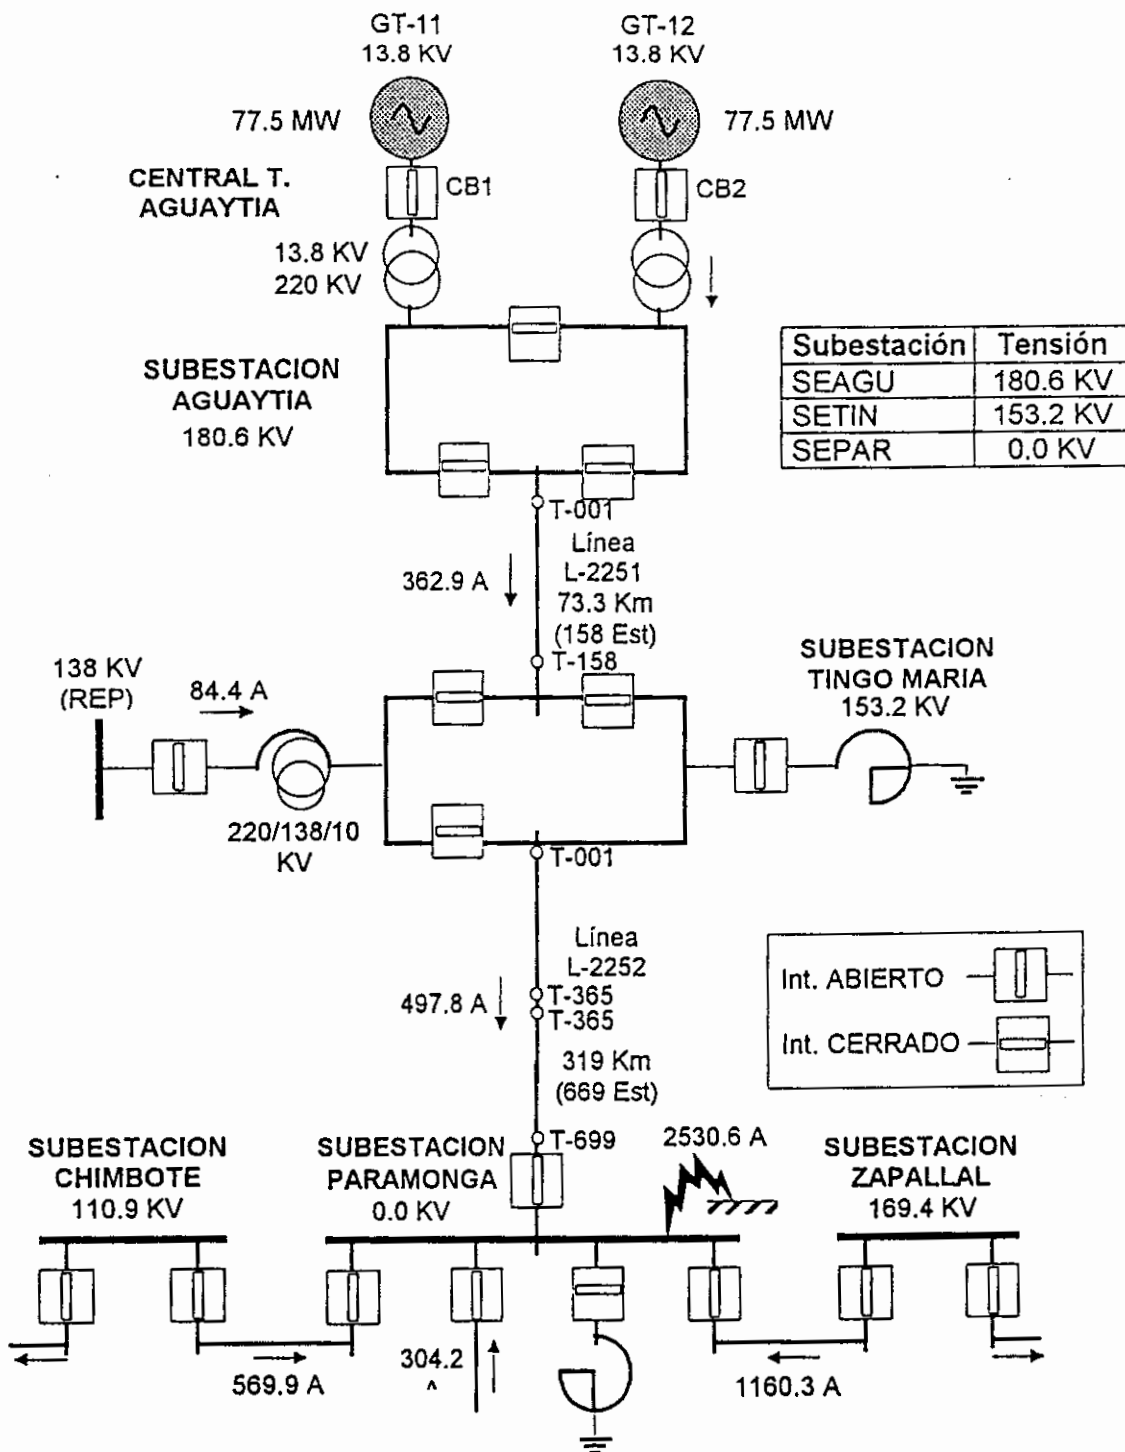 GT-11
13.8 KV
GT-12
13.8 KV
77.5 MW
77.5 MW
CENTRAL T.
AGUAYTIA
CB1
CB2
13.8 KV
220 KV
SUBESTACION
AGUAYTIA
180.6 KV
Subestación Tensión
SEAGU 180.6 KV
SETIN 153.2 KV
SEPAR 0.0 KV
T-001
Línea
L-2251
73.3 Km
(158 Est)
362.9 A
T-158
138 KV
(REP)
84.4 A
SUBESTACION
TINGO MARIA
153.2 KV
220/138/10
KV
T-001
Línea
L-2252
497.8 A
T-365
T-365
319 Km
(669 Est)
Int. ABIERTO
Int. CERRADO
T-699
2530.6 A
SUBESTACION
CHIMBOTE
110.9 KV
SUBESTACION
PARAMONGA
0.0 KV
SUBESTACION
ZAPALLAL
169.4 KV
569.9 A
304.2
1160.3 A